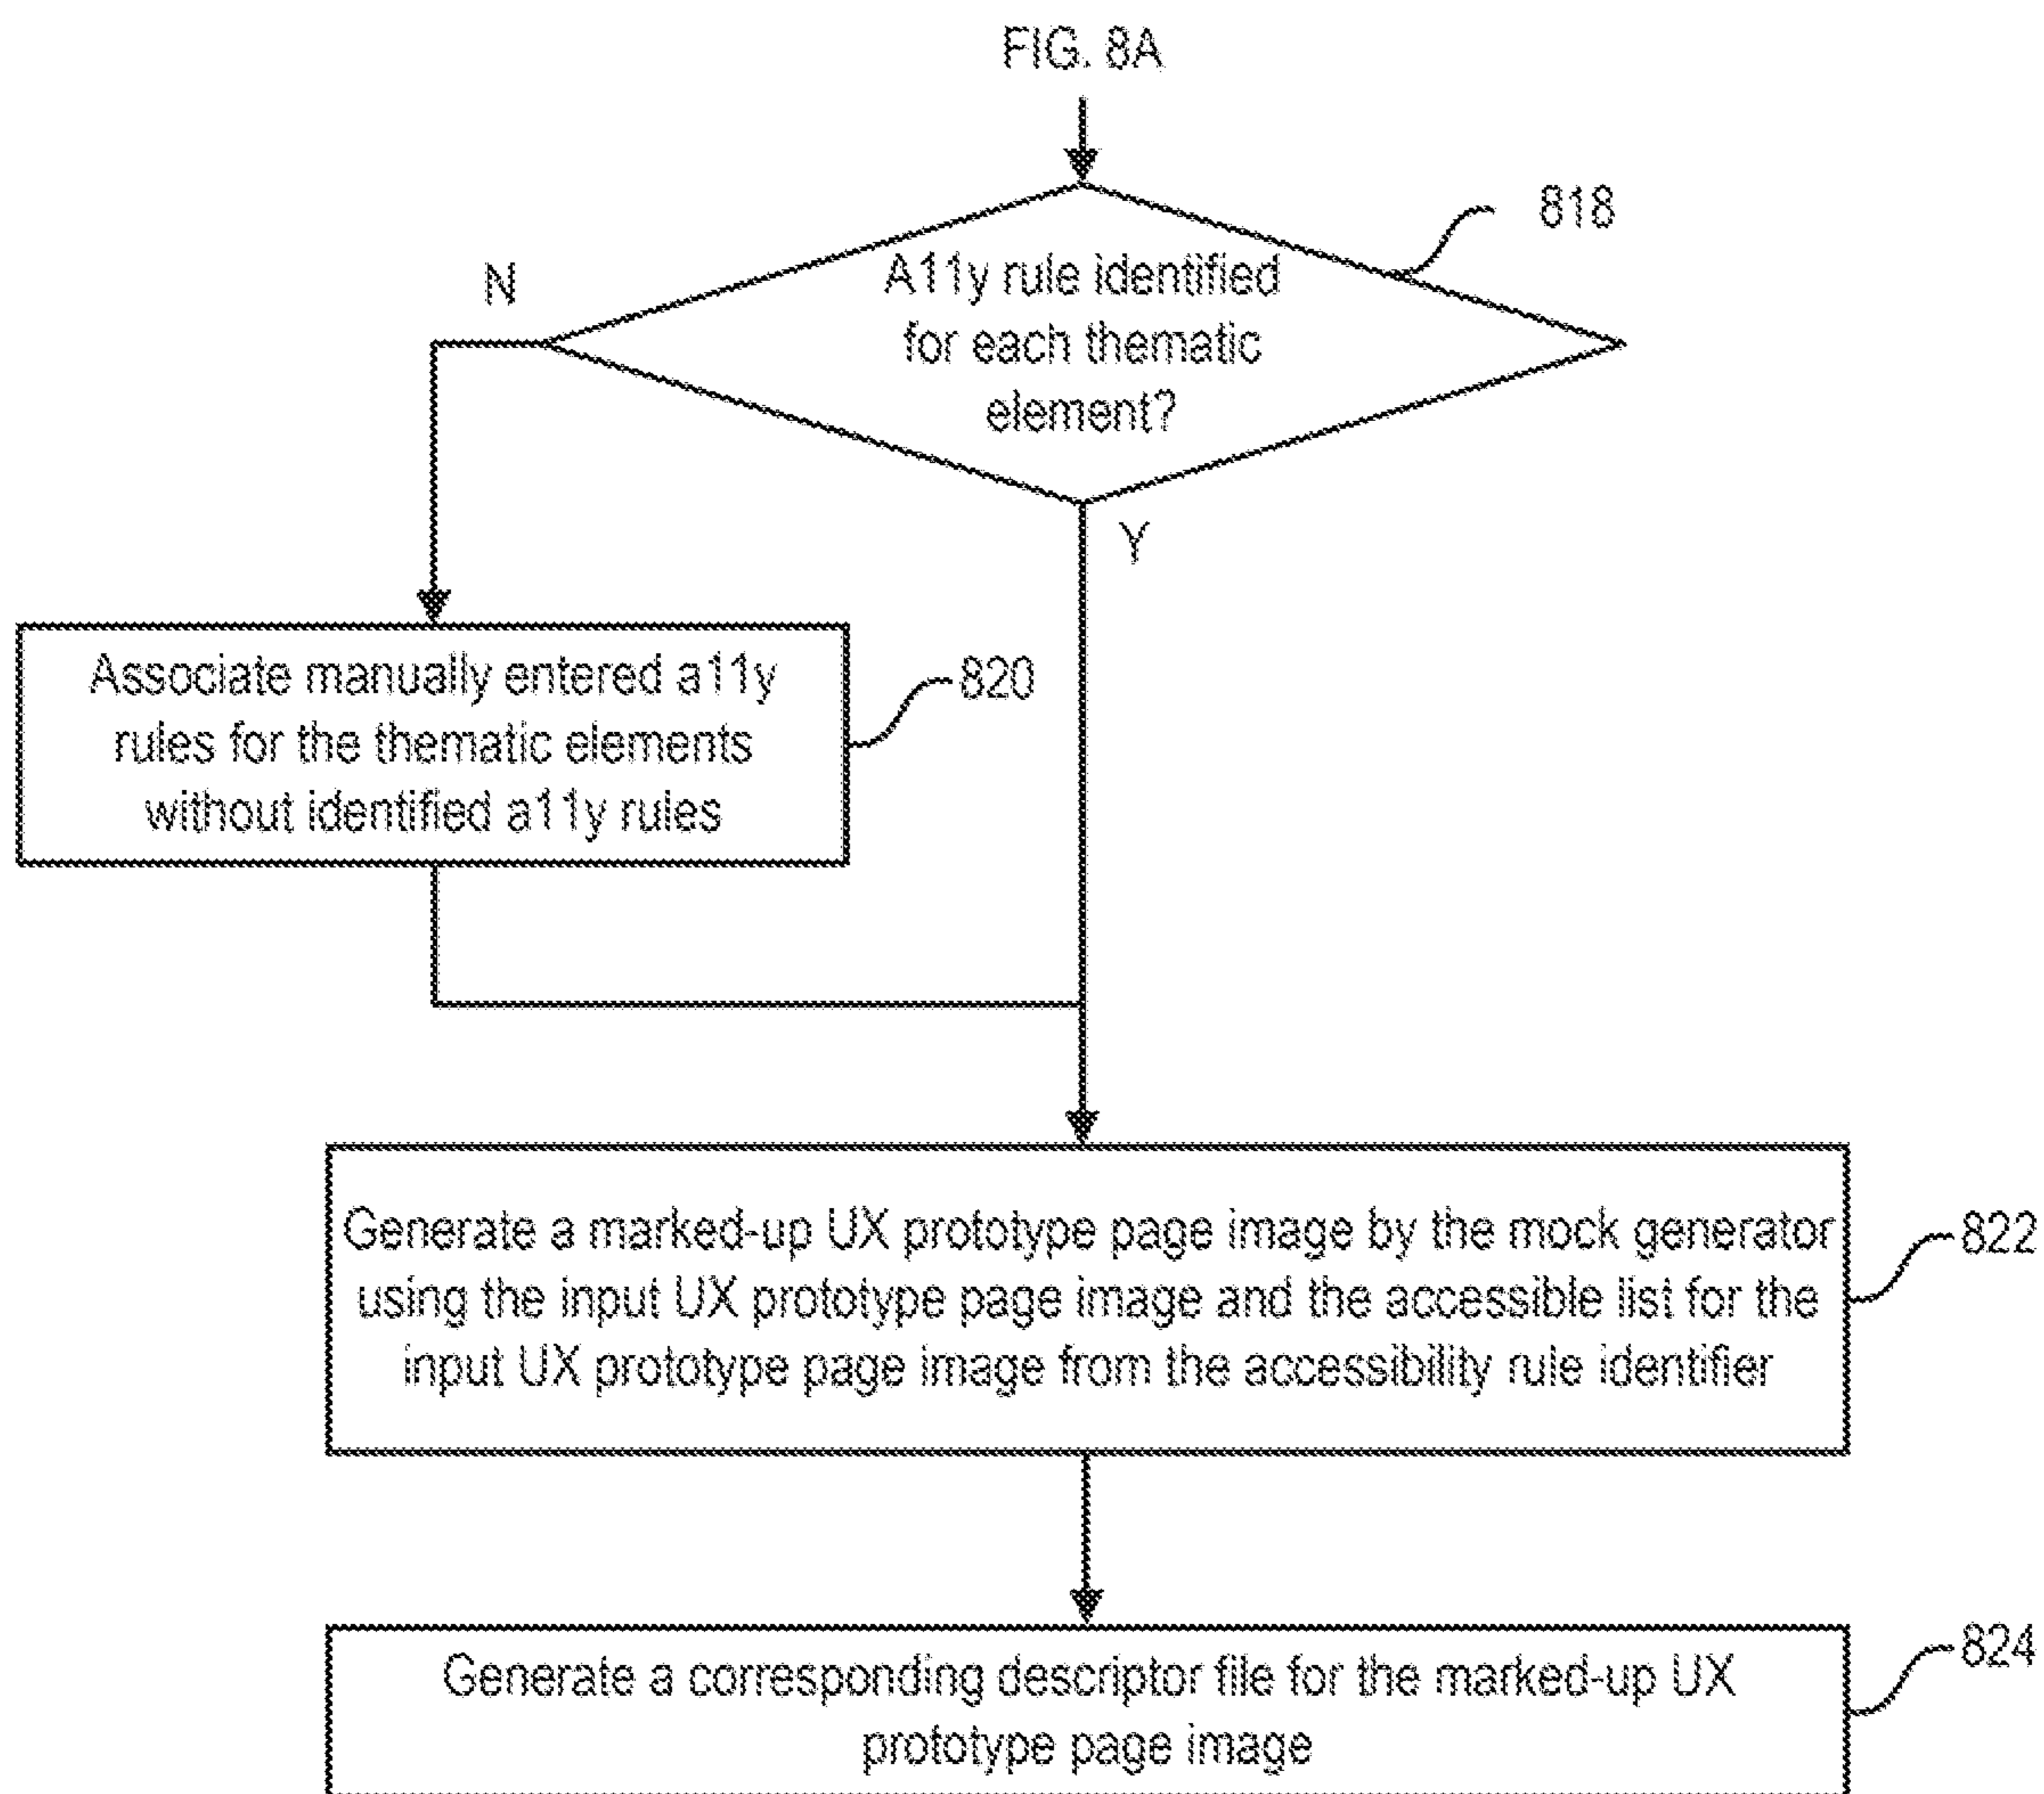 FIG. 8A
818
A11y rule identified
for each thematic
element?
N
Y
Associate manually entered a11y
rules for the thematic elements
without identified a11y rules
820
Generate a marked-up UX prototype page image by the mock generator
using the input UX prototype page image and the accessible list for the
input UX prototype page image from the accessibility rule identifier
822
Generate a corresponding descriptor file for the marked-up UX
prototype page image
824